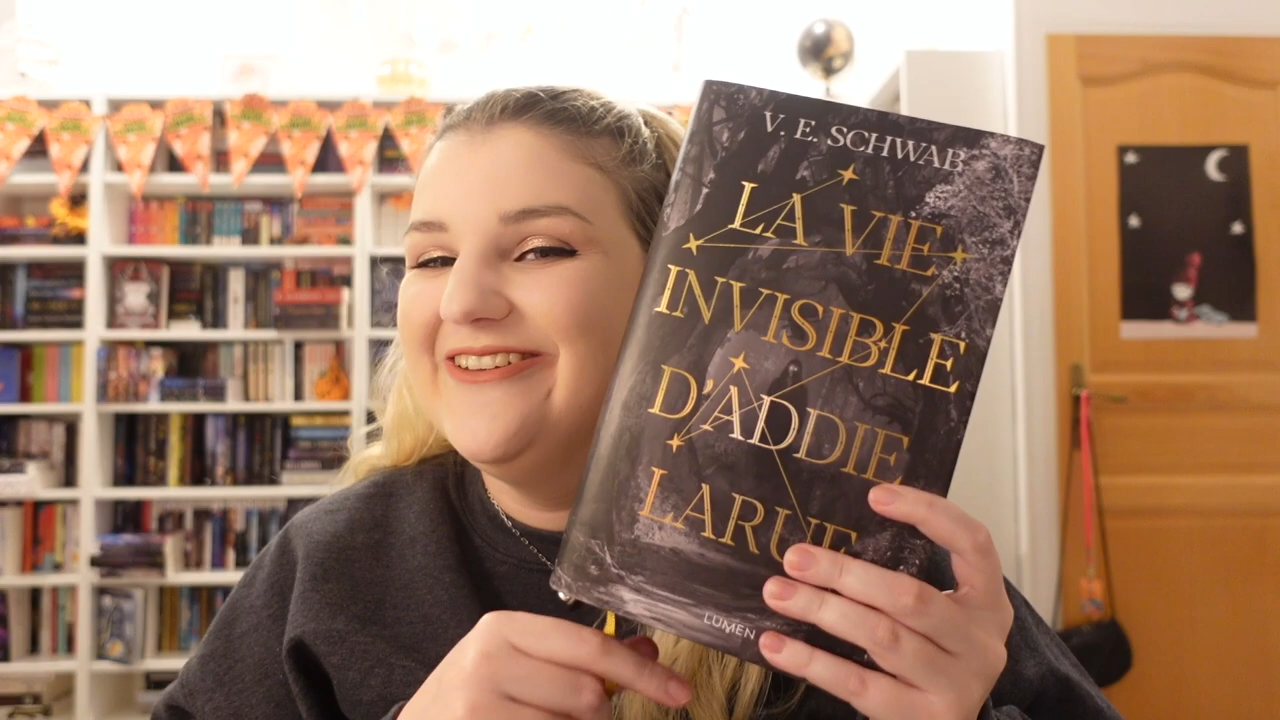 V. E. SCHWAB
LA VIE
INVISIBLE
D'ADDIE
LARUE
LUMEN